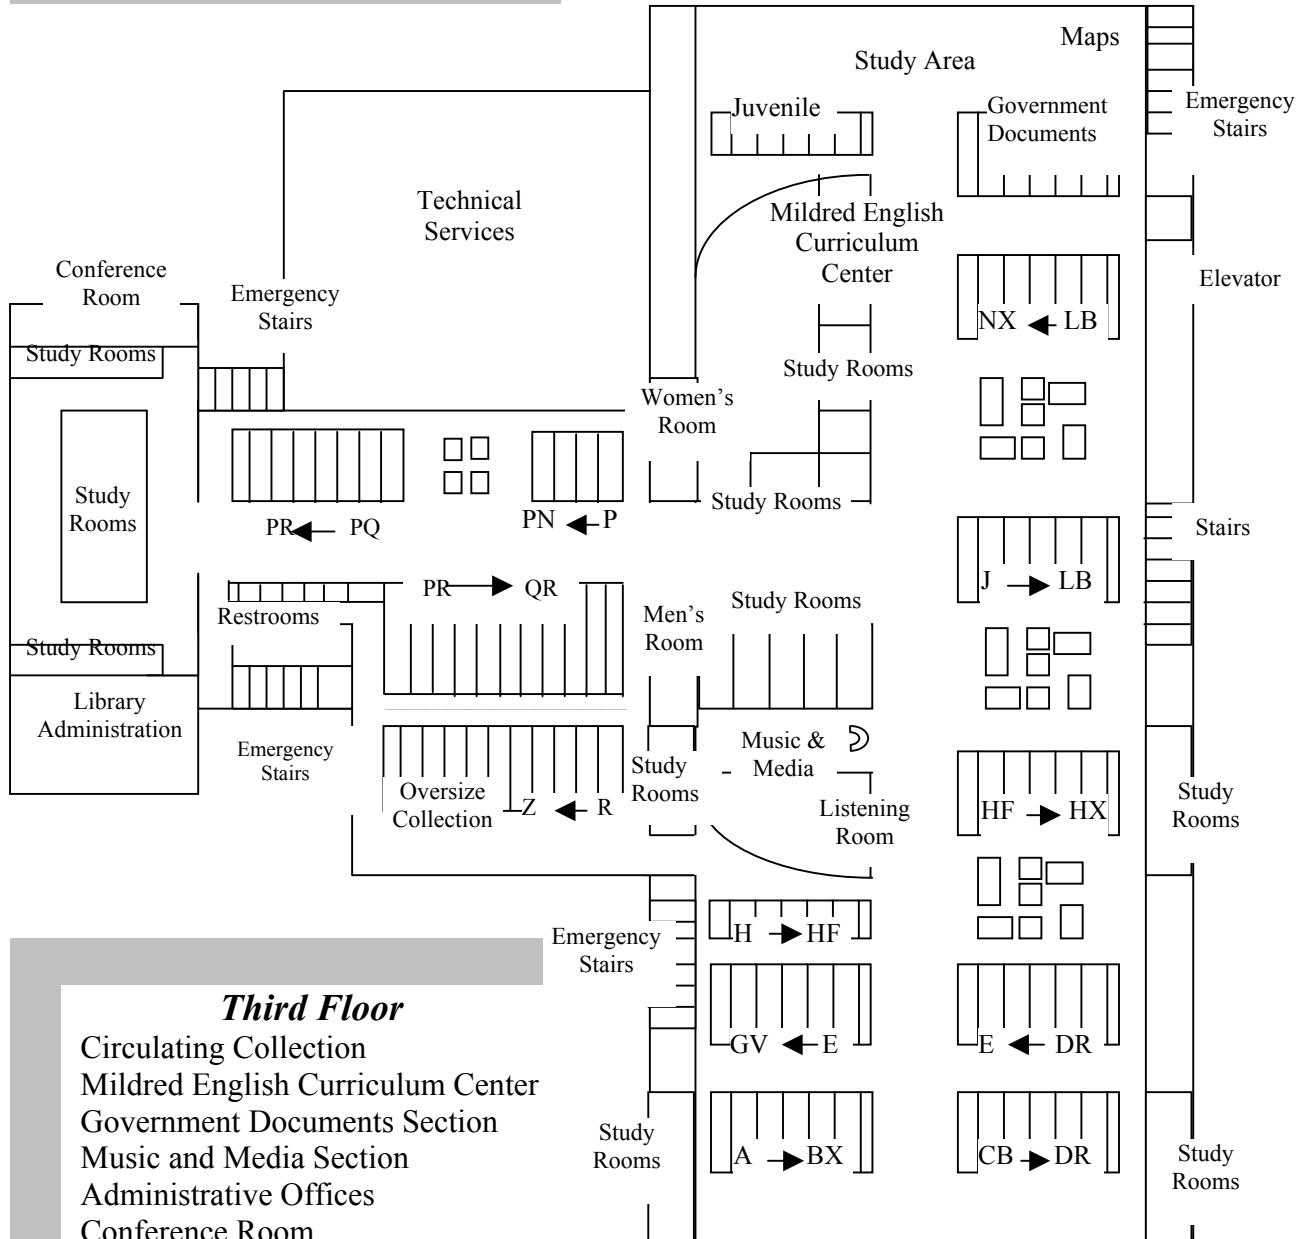 Maps
Study Area
Juvenile
Government
Documents
Emergency
Stairs
Technical
Services
Mildred English
Curriculum
Center
Conference
Room
Emergency
Stairs
Elevator
NX LB
Study Rooms
Study Rooms
Women's
Room
Study
Rooms
Study Rooms
PR PQ
PN P
Stairs
PR QR
J LB
Restrooms
Men's
Room
Study Rooms
Study Rooms
Library
Administration
Emergency
Stairs
Music &
Media
Study
Rooms
Oversize
Collection
Z R
Listening
Room
HF HX
Study
Rooms
Emergency
Stairs
H HF
GV E
E DR
Third Floor
Circulating Collection
Mildred English Curriculum Center
Government Documents Section
Music and Media Section
Administrative Offices
Conference Room
Study
Rooms
A BX
CB DR
Study
Rooms